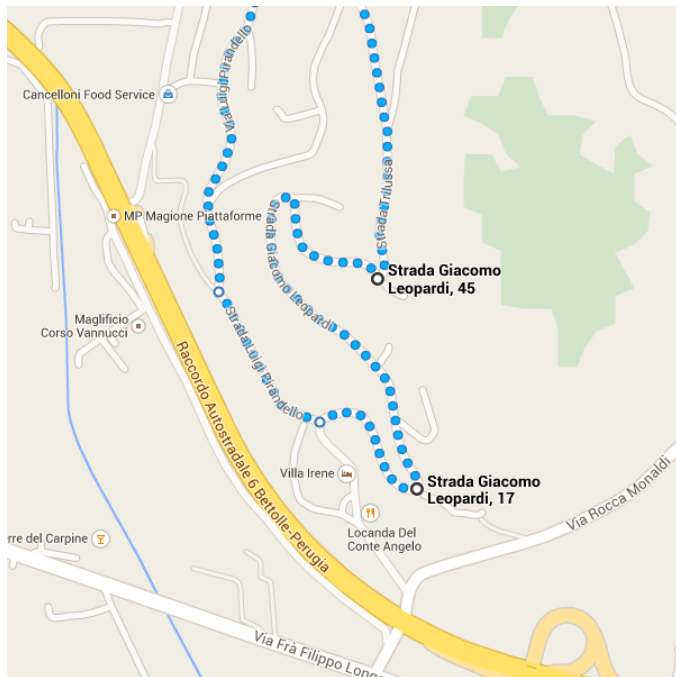 Via Luigi Pirandello
Cancelloni Food Service
Strada Trilussa
MP Magione Piattaforme
Strada Giacomo Leopardi
Strada Giacomo
Leopardi, 45
Maglificio
Corso Vannucci
Strada Luigi Pirandello
Raccordo Autostradale 6 Bettolle-Perugia
Villa Irene
Strada Giacomo
Leopardi, 17
Via Rocca Monaldi
Locanda Del
Conte Angelo
rre del Carpine
Via Frà Filippo Longo